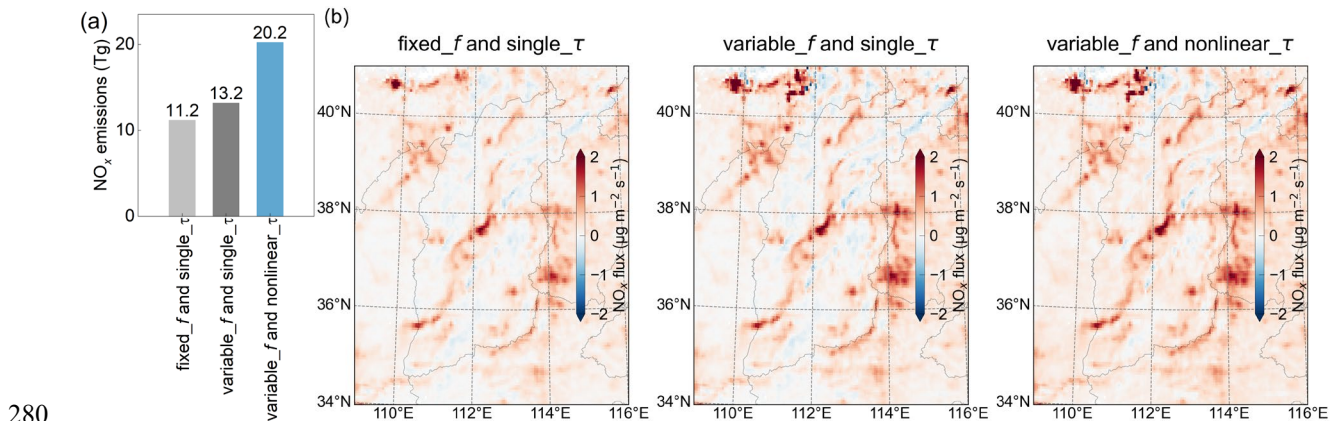 (a)
NOx emissions (Tg)
20
10
0
11.2
13.2
20.2
fixed_f and single_τ
variable_f and single_τ
variable_f and nonlinear_τ
(b)
fixed_f and single_τ
40°N
38°N
36°N
34°N
110°E 112°E 114°E 116°E
2
1
0
−1
−2
NOx flux (µg m−2 s−1)
variable_f and single_τ
40°N
38°N
36°N
34°N
110°E 112°E 114°E 116°E
2
1
0
−1
−2
NOx flux (µg m−2 s−1)
variable_f and nonlinear_τ
40°N
38°N
36°N
34°N
110°E 112°E 114°E 116°E
2
1
0
−1
−2
NOx flux (µg m−2 s−1)
280